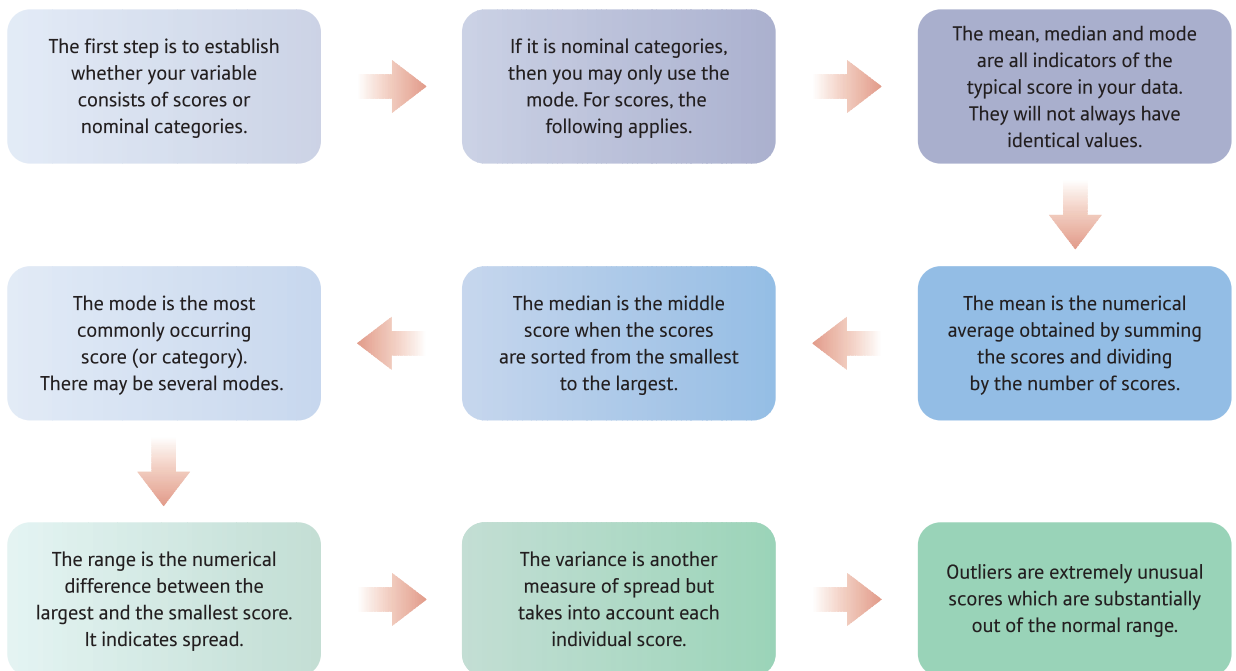 The first step is to establish
whether your variable
consists of scores or
nominal categories.
If it is nominal categories,
then you may only use the
mode. For scores, the
following applies.
The mean, median and mode
are all indicators of the
typical score in your data.
They will not always have
identical values.
The mean is the numerical
average obtained by summing
the scores and dividing
by the number of scores.
The median is the middle
score when the scores
are sorted from the smallest
to the largest.
The mode is the most
commonly occurring
score (or category).
There may be several modes.
The range is the numerical
difference between the
largest and the smallest score.
It indicates spread.
The variance is another
measure of spread but
takes into account each
individual score.
Outliers are extremely unusual
scores which are substantially
out of the normal range.